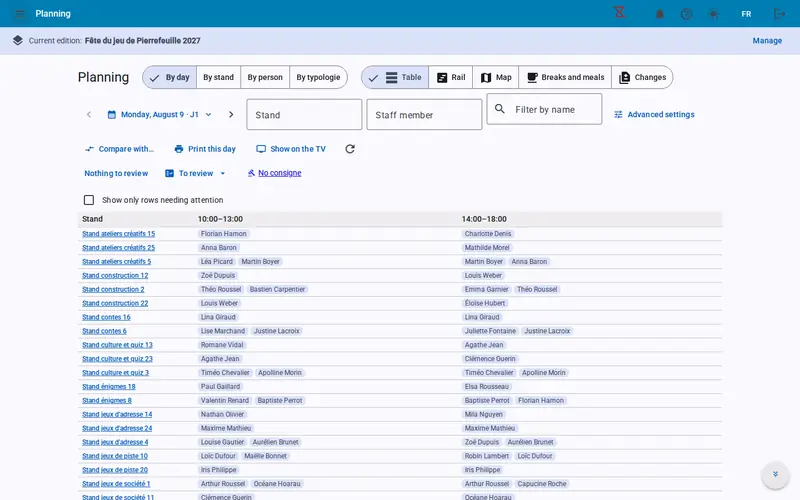 Planning
FR
Current edition: Fête du jeu de Pierrefeuille 2027
Manage
Planning
By day
By stand
By person
By typologie
Table
Rail
Map
Breaks and meals
Changes
Monday, August 9 · J1
Stand
Staff member
Filter by name
Advanced settings
Compare with...
Print this day
Show on the TV
Nothing to review
To review
No consigne
Show only rows needing attention
Stand 10:00–13:00 14:00–18:00
Stand ateliers créatifs 15 Florian Hamon Charlotte Denis
Stand ateliers créatifs 25 Anna Baron Mathilde Morel
Stand ateliers créatifs 5 Léa Picard Martin Boyer Martin Boyer Anna Baron
Stand construction 12 Zoé Dupuis Louis Weber
Stand construction 2 Théo Roussel Bastien Carpentier Emma Garnier Théo Roussel
Stand construction 22 Louis Weber Éloïse Hubert
Stand contes 16 Lina Giraud Lina Giraud
Stand contes 6 Lise Marchand Justine Lacroix Juliette Fontaine Justine Lacroix
Stand culture et quiz 13 Romane Vidal Agathe Jean
Stand culture et quiz 23 Agathe Jean Clémence Guerin
Stand culture et quiz 3 Timéo Chevalier Apolline Morin Timéo Chevalier Apolline Morin
Stand énigmes 18 Paul Gaillard Elsa Rousseau
Stand énigmes 8 Valentin Renard Baptiste Perrot Baptiste Perrot Florian Hamon
Stand jeux d'adresse 14 Nathan Olivier Mila Nguyen
Stand jeux d'adresse 24 Maxime Mathieu Maxime Mathieu
Stand jeux d'adresse 4 Louise Gautier Aurélien Brunet Zoé Dupuis Aurélien Brunet
Stand jeux de piste 10 Loïc Dufour Maëlle Bonnet Robin Lambert Loïc Dufour
Stand jeux de piste 20 Iris Philippe Iris Philippe
Stand jeux de société 1 Arthur Roussel Océane Hoarau Arthur Roussel Capucine Roche
Stand jeux de société 11 Clémence Guerin Océane Hoarau